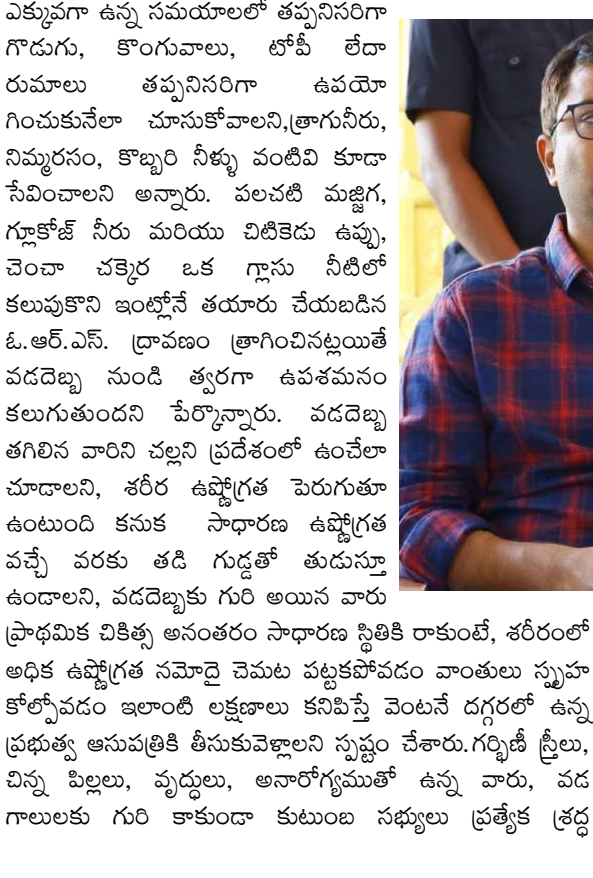 ఎక్కువగా ఉన్న సమయాలలో తప్పనిసరిగా
గొడుగు, కొంగువాలు, టోపీ లేదా
రుమాలు తప్పనిసరిగా ఉపయో
గించుకునేలా చూసుకోవాలని,త్రాగునీరు,
నిమ్మరసం, కొబ్బరి నీళ్ళు వంటివి కూడా
సేవించాలని అన్నారు. పలచటి మజ్జిగ,
గ్లూకోజ్ నీరు మరియు చిటికెడు ఉప్పు,
చెంచా చక్కెర ఒక గ్లాసు నీటిలో
కలుపుకొని ఇంట్లోనే తయారు చేయబడిన
ఓ.ఆర్.ఎస్. ద్రావణం త్రాగించినట్లయితే
వడదెబ్బ నుండి త్వరగా ఉపశమనం
కలుగుతుందని పేర్కొన్నారు. వడదెబ్బ
తగిలిన వారిని చల్లని ప్రదేశంలో ఉంచేలా
చూడాలని, శరీర ఉష్ణోగ్రత పెరుగుతూ
ఉంటుంది కనుక సాధారణ ఉష్ణోగ్రత
వచ్చే వరకు తడి గుడ్డతో తుడుస్తూ
ఉండాలని, వడదెబ్బకు గురి అయిన వారు
ప్రాథమిక చికిత్స అనంతరం సాధారణ స్థితికి రాకుంటే, శరీరంలో
అధిక ఉష్ణోగ్రత నమోదై చెమట పట్టకపోవడం వాంతులు స్పృహ
కోల్పోవడం ఇలాంటి లక్షణాలు కనిపిస్తే వెంటనే దగ్గరలో ఉన్న
ప్రభుత్వ ఆసుపత్రికి తీసుకువెళ్లాలని స్పష్టం చేశారు.గర్భిణీ స్త్రీలు,
చిన్న పిల్లలు, వృద్ధులు, అనారోగ్యముతో ఉన్న వారు, వడ
గాలులకు గురి కాకుండా కుటుంబ సభ్యులు ప్రత్యేక శ్రద్ధ